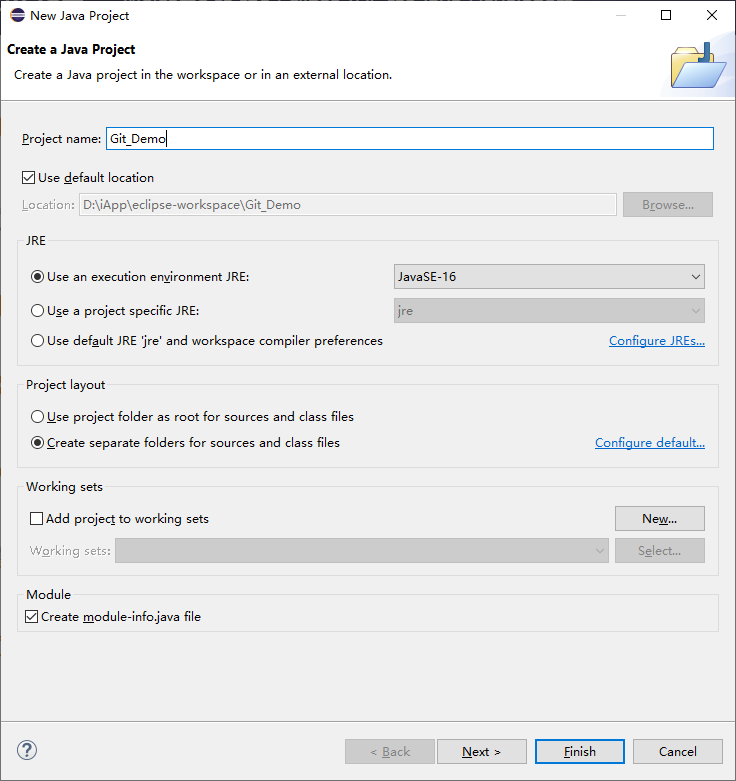 New Java Project
Create a Java Project
Create a Java project in the workspace or in an external location.
Project name: Git_Demo
Use default location
Location: D:\iApp\eclipse-workspace\Git_Demo Browse...
JRE
Use an execution environment JRE: JavaSE-16
Use a project specific JRE: jre
Use default JRE 'jre' and workspace compiler preferences Configure JREs...
Project layout
Use project folder as root for sources and class files
Create separate folders for sources and class files Configure default...
Working sets
Add project to working sets New...
Working sets: Select...
Module
Create module-info.java file
? < Back Next > Finish Cancel